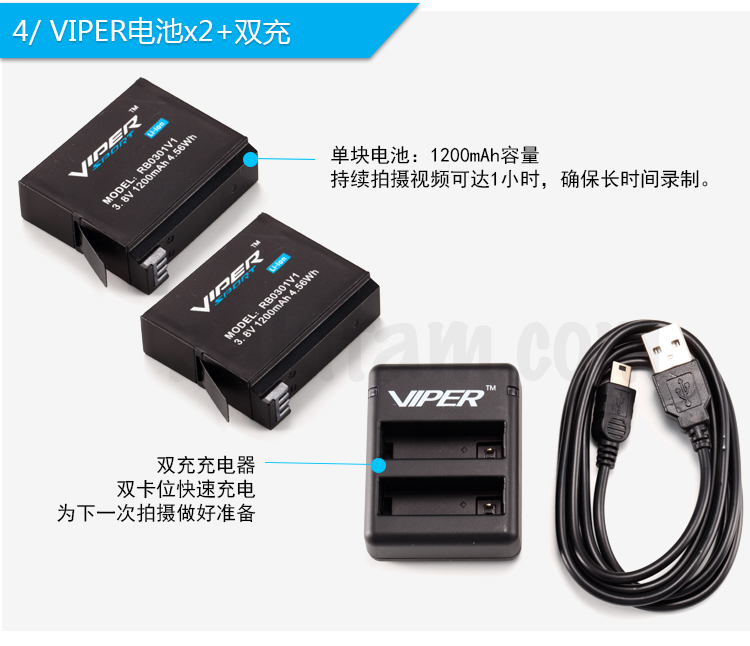 4/ VIPER电池x2+双充
VIPER™
SPORT
Li-ion
MODEL: RB0301V1
3.8V 1200mAh 4.56Wh
单块电池：1200mAh容量
持续拍摄视频可达1小时，确保长时间录制。
VIPER™
SPORT
Li-ion
MODEL: RB0301V1
3.8V 1200mAh 4.56Wh
VIPER™
双充充电器
双卡位快速充电
为下一次拍摄做好准备